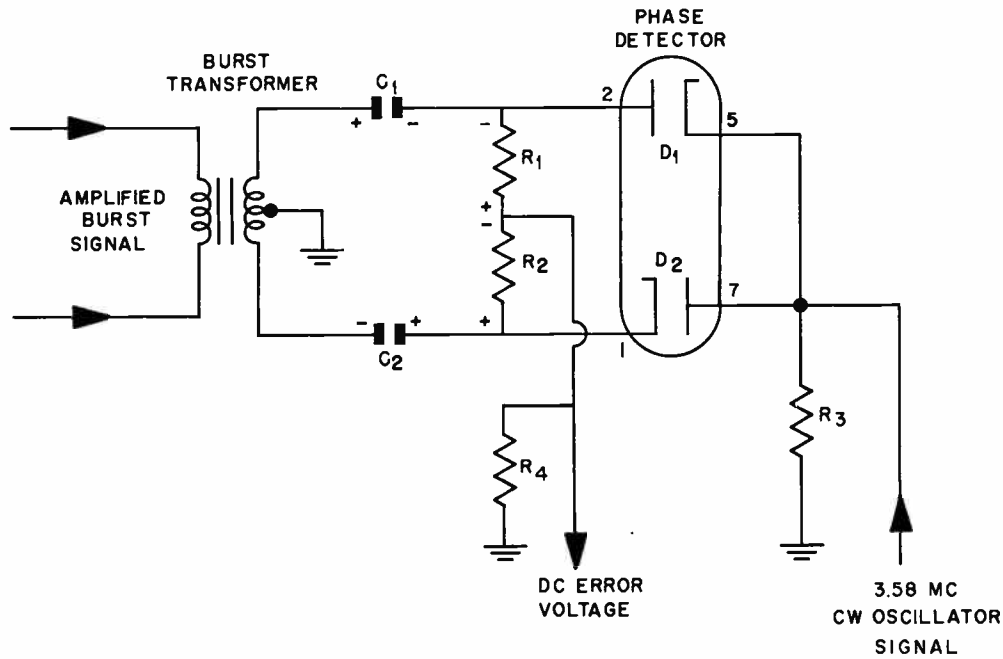 PHASE
DETECTOR
BURST
TRANSFORMER
C1
+ -
2
5
- 
R1
D1
AMPLIFIED
BURST
SIGNAL
+
-
R2
D2
7
- +
C2
+
1
R3
R4
DC ERROR
VOLTAGE
3.58 MC
CW OSCILLATOR
SIGNAL